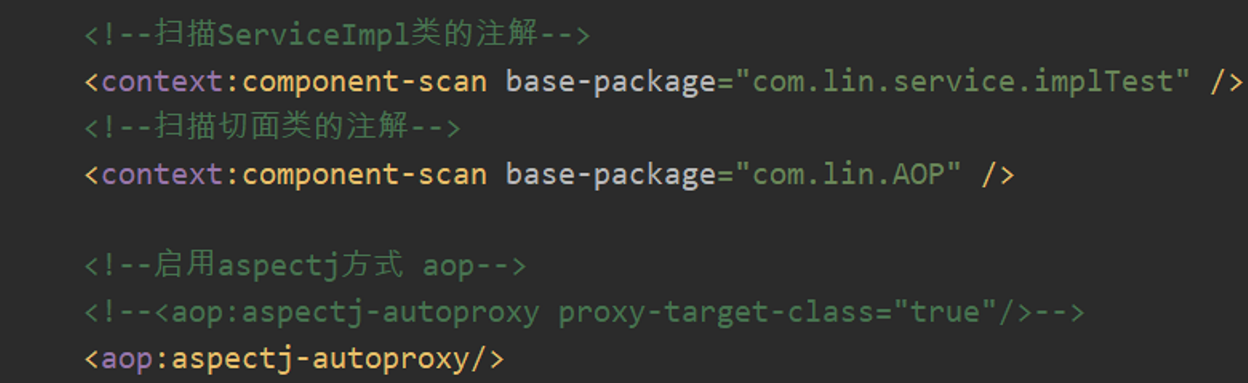 <!--扫描ServiceImpl类的注解-->
<context:component-scan base-package="com.lin.service.implTest" />
<!--扫描切面类的注解-->
<context:component-scan base-package="com.lin.AOP" />
<!--启用aspectj方式 aop-->
<!--<aop:aspectj-autoproxy proxy-target-class="true"/>-->
<aop:aspectj-autoproxy/>